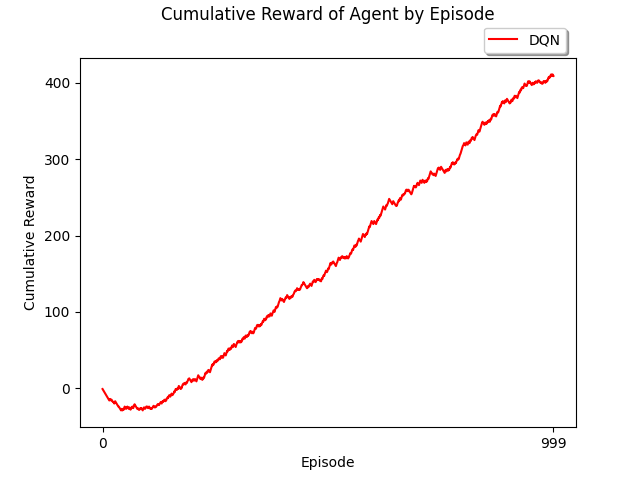 Cumulative Reward of Agent by Episode
DQN
400
300
200
100
0
Cumulative Reward
0
999
Episode